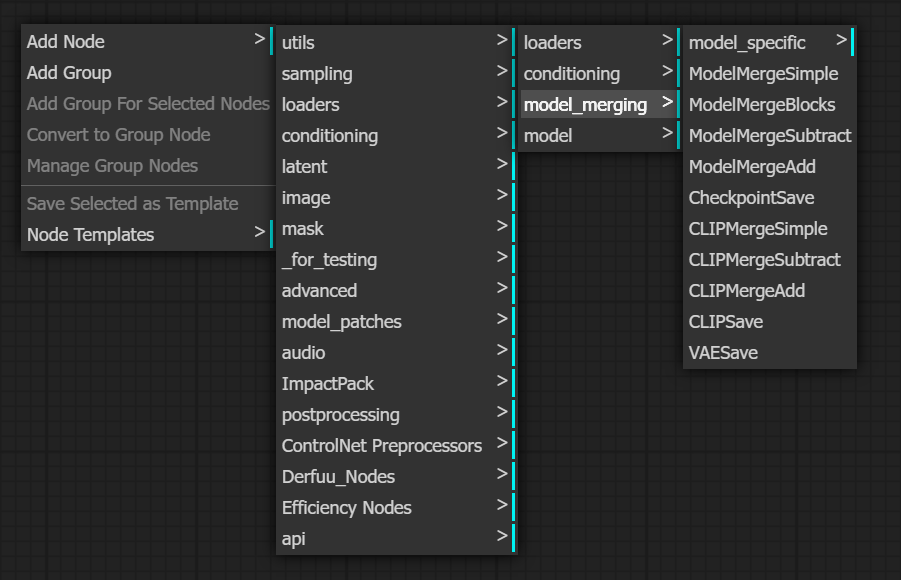 Add Node >
Add Group
Add Group For Selected Nodes
Convert to Group Node
Manage Group Nodes
Save Selected as Template
Node Templates >
utils >
sampling >
loaders >
conditioning >
latent >
image >
mask >
_for_testing >
advanced >
model_patches >
audio >
ImpactPack >
postprocessing >
ControlNet Preprocessors >
Derfuu_Nodes >
Efficiency Nodes >
api >
loaders >
conditioning >
model_merging >
model >
model_specific >
ModelMergeSimple
ModelMergeBlocks
ModelMergeSubtract
ModelMergeAdd
CheckpointSave
CLIPMergeSimple
CLIPMergeSubtract
CLIPMergeAdd
CLIPSave
VAESave